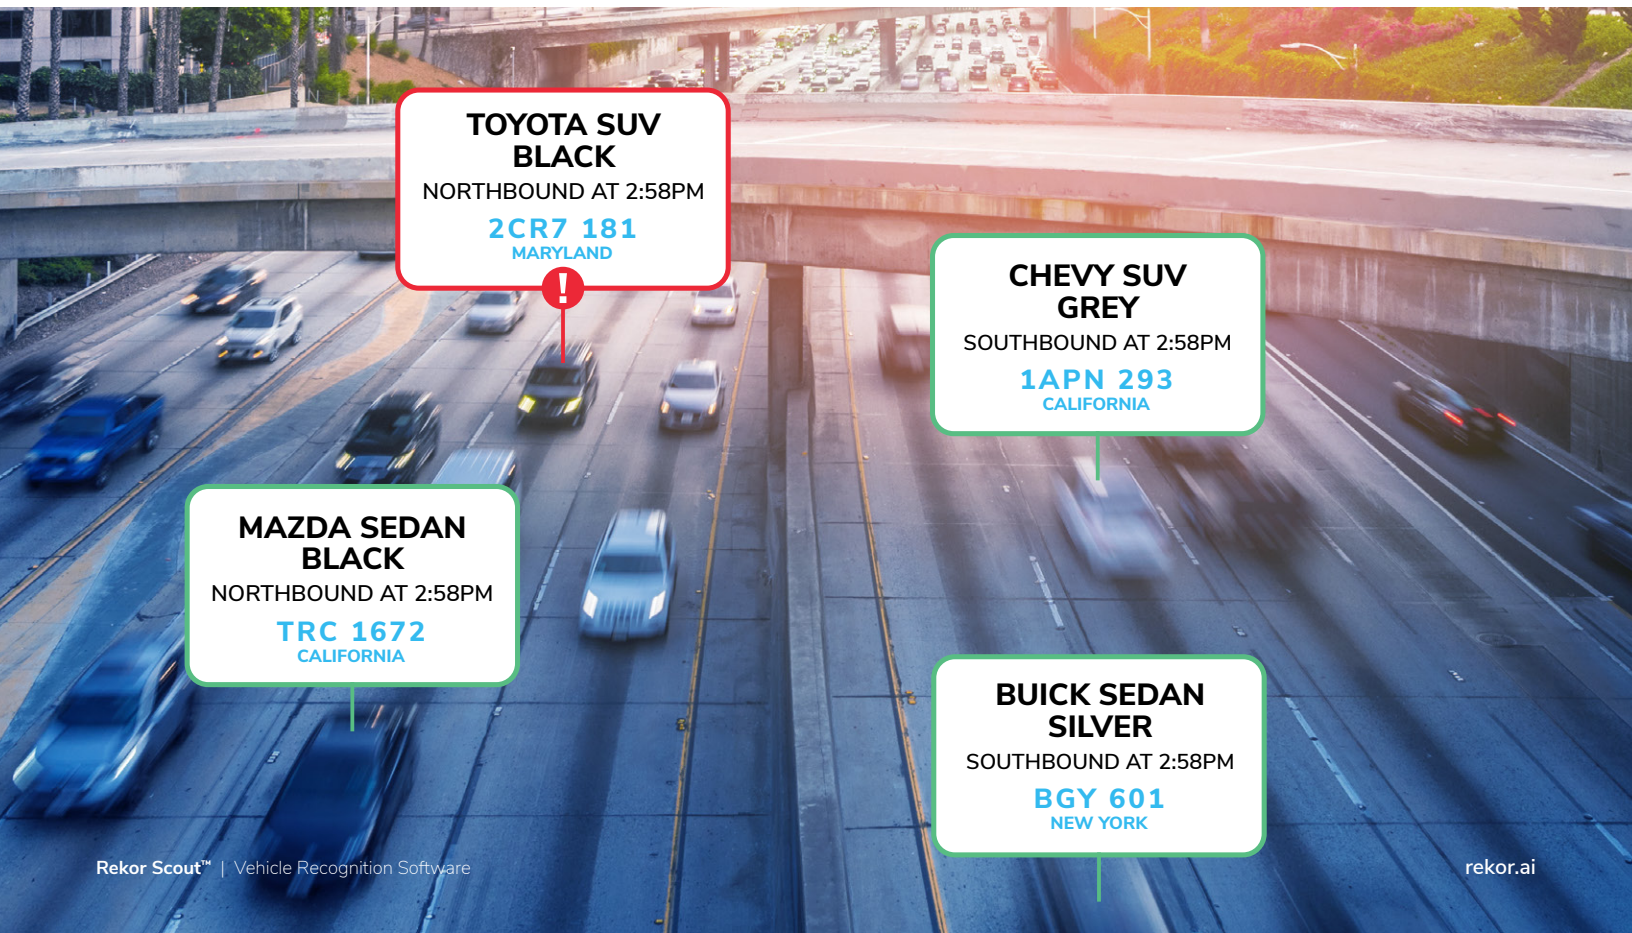 TOYOTA SUV
BLACK
NORTHBOUND AT 2:58PM
2CR7 181
MARYLAND
!
CHEVY SUV
GREY
SOUTHBOUND AT 2:58PM
1APN 293
CALIFORNIA
MAZDA SEDAN
BLACK
NORTHBOUND AT 2:58PM
TRC 1672
CALIFORNIA
BUICK SEDAN
SILVER
SOUTHBOUND AT 2:58PM
BGY 601
NEW YORK
Rekor Scout™ | Vehicle Recognition Software
rekor.ai